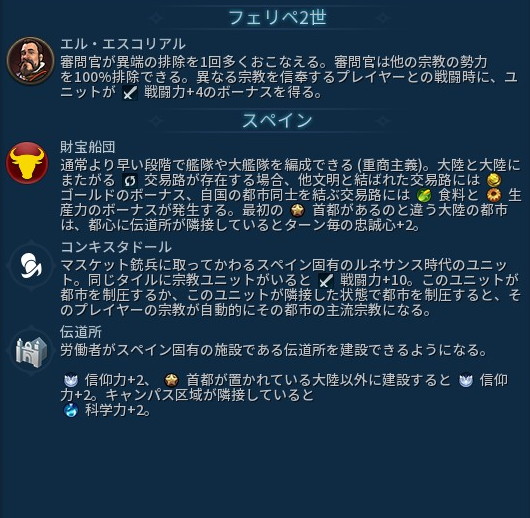 フェリペ2世
エル・エスコリアル
審問官が異端の排除を1回多くおこなえる。審問官は他の宗教の勢力
を100%排除できる。異なる宗教を信奉するプレイヤーとの戦闘時に、ユ
ニットが 戦闘力+4のボーナスを得る。
スペイン
財宝船団
通常より早い段階で艦隊や大艦隊を編成できる (重商主義)。大陸と大陸に
またがる 交易路が存在する場合、他文明と結ばれた交易路には
ゴールドのボーナス、自国の都市同士を結ぶ交易路には 食料と 生
産力のボーナスが発生する。最初の 首都があるのと違う大陸の都市
は、都心に伝道所が隣接しているとターン毎の忠誠心+2。
コンキスタドール
マスケット銃兵に取ってかわるスペイン固有のルネサンス時代のユニッ
ト。同じタイルに宗教ユニットがいると 戦闘力+10。このユニットが
都市を制圧するか、このユニットが隣接した状態で都市を制圧すると、そ
のプレイヤーの宗教が自動的にその都市の主流宗教になる。
伝道所
労働者がスペイン固有の施設である伝道所を建設できるようになる。
信仰力+2、 首都が置かれている大陸以外に建設すると 信仰
力+2。キャンパス区域が隣接していると
科学力+2。